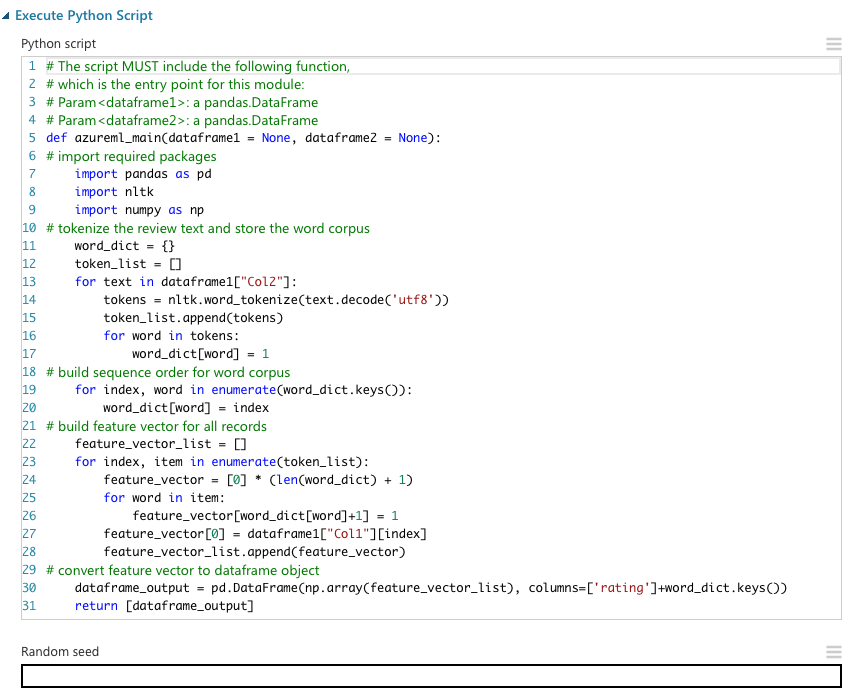 Execute Python Script
Python script
1 # The script MUST include the following function,
2 # which is the entry point for this module:
3 # Param<dataframe1>: a pandas.DataFrame
4 # Param<dataframe2>: a pandas.DataFrame
5 def azureml_main(dataframe1 = None, dataframe2 = None):
6 # import required packages
7     import pandas as pd
8     import nltk
9     import numpy as np
10 # tokenize the review text and store the word corpus
11     word_dict = {}
12     token_list = []
13     for text in dataframe1["Col2"]:
14         tokens = nltk.word_tokenize(text.decode('utf8'))
15         token_list.append(tokens)
16         for word in tokens:
17             word_dict[word] = 1
18 # build sequence order for word corpus
19     for index, word in enumerate(word_dict.keys()):
20         word_dict[word] = index
21 # build feature vector for all records
22     feature_vector_list = []
23     for index, item in enumerate(token_list):
24         feature_vector = [0] * (len(word_dict) + 1)
25         for word in item:
26             feature_vector[word_dict[word]+1] = 1
27         feature_vector[0] = dataframe1["Col1"][index]
28         feature_vector_list.append(feature_vector)
29 # convert feature vector to dataframe object
30     dataframe_output = pd.DataFrame(np.array(feature_vector_list), columns=['rating']+word_dict.keys())
31     return [dataframe_output]
Random seed